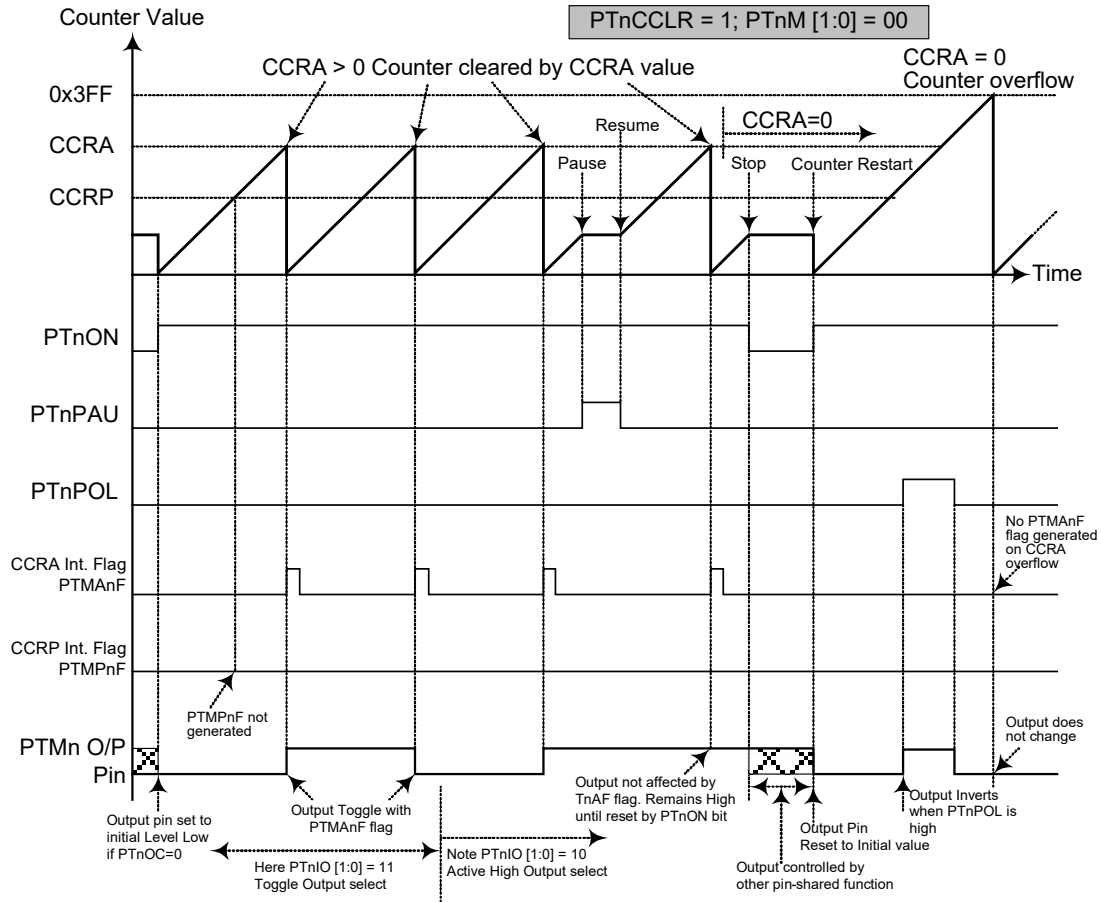 Counter Value
PTnCCLR = 1; PTnM [1:0] = 00
CCRA > 0 Counter cleared by CCRA value
CCRA = 0
Counter overflow
0x3FF
CCRA
CCRP
Resume
CCRA=0
Pause
Stop
Counter Restart
Time
PTnON
PTnPAU
PTnPOL
No PTMAnF
flag generated
on CCRA
overflow
CCRA Int. Flag
PTMAnF
CCRP Int. Flag
PTMPnF
PTMPnF not
generated
PTMn O/P
Pin
Output does
not change
Output pin set to
initial Level Low
if PTnOC=0
Output Toggle with
PTMAnF flag
Output not affected by
TnAF flag. Remains High
until reset by PTnON bit
Output Inverts
when PTnPOL is
high
Output Pin
Reset to Initial value
Here PTnIO [1:0] = 11
Toggle Output select
Note PTnIO [1:0] = 10
Active High Output select
Output controlled by
other pin-shared function